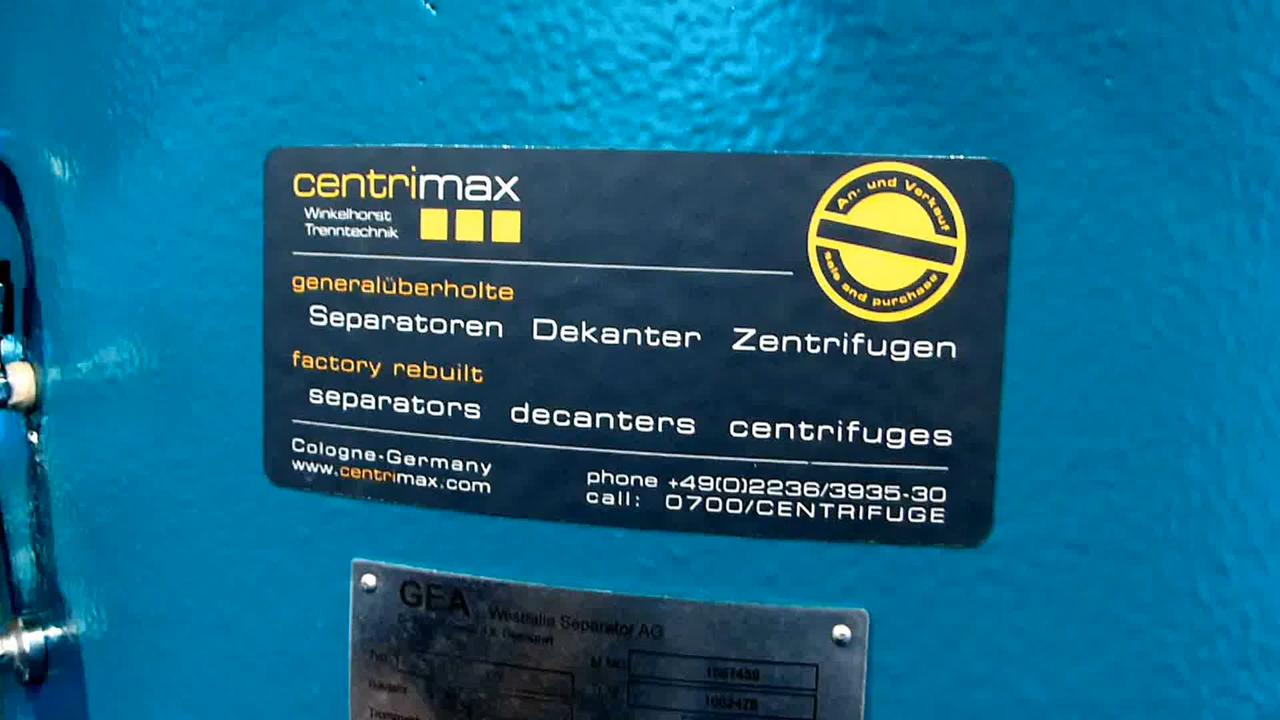 centrimax
Winkelhorst
Trenntechnik
An- und Verkauf
sale and purchase
generalüberholte
Separatoren Dekanter Zentrifugen
factory rebuilt
separators decanters centrifuges
Cologne-Germany
www.centrimax.com
phone +49(0)2236/3935-30
call: 0700/CENTRIFUGE
GEA Westfalia Separator AG